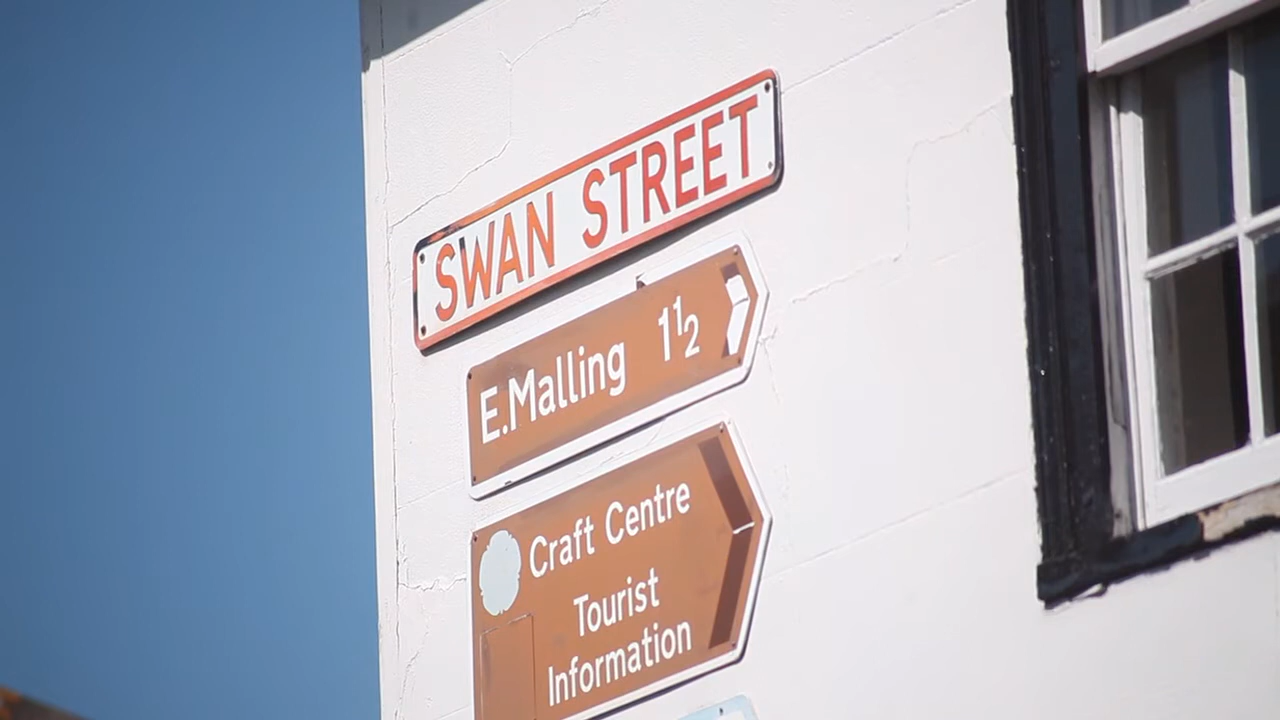 SWAN STREET
E.Malling 1½
Craft Centre
Tourist
Information